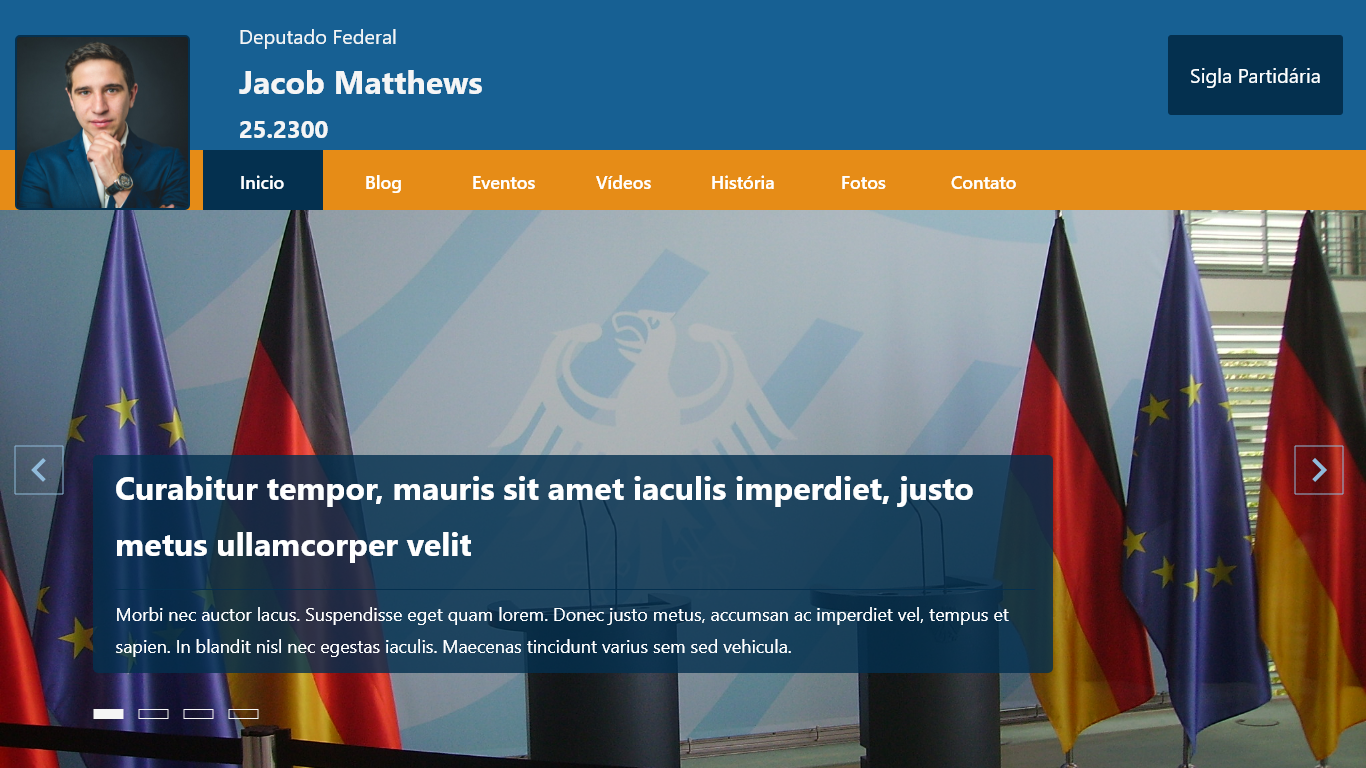 Deputado Federal
Jacob Matthews
25.2300
Sigla Partidária
Inicio
Blog
Eventos
Vídeos
História
Fotos
Contato
Curabitur tempor, mauris sit amet iaculis imperdiet, justo
metus ullamcorper velit
Morbi nec auctor lacus. Suspendisse eget quam lorem. Donec justo metus, accumsan ac imperdiet vel, tempus et
sapien. In blandit nisl nec egestas iaculis. Maecenas tincidunt varius sem sed vehicula.